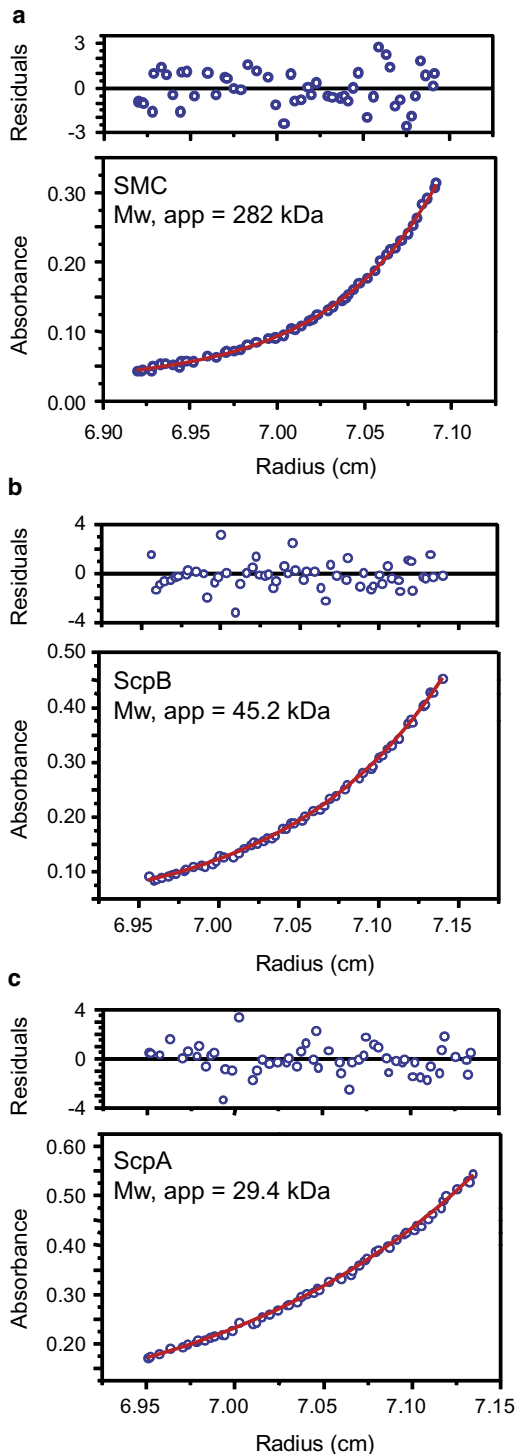 a
Residuals
3
0
-3
SMC
Mw, app = 282 kDa
Absorbance
0.30
0.20
0.10
0.00
6.90 6.95 7.00 7.05 7.10
Radius (cm)
b
Residuals
4
0
-4
ScpB
Mw, app = 45.2 kDa
Absorbance
0.50
0.40
0.30
0.20
0.10
6.95 7.00 7.05 7.10 7.15
Radius (cm)
c
Residuals
4
0
-4
ScpA
Mw, app = 29.4 kDa
Absorbance
0.60
0.50
0.40
0.30
0.20
6.95 7.00 7.05 7.10 7.15
Radius (cm)